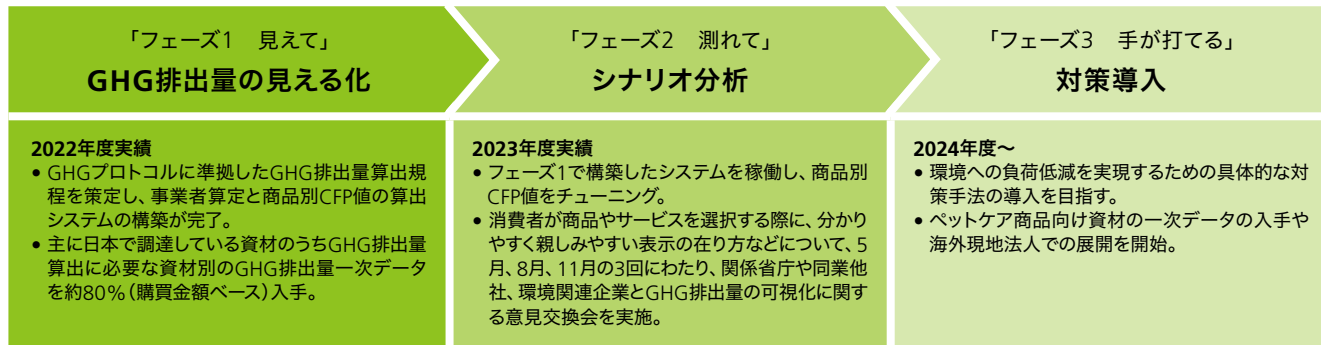 「フェーズ1　見えて」
GHG排出量の見える化
2022年度実績
• GHGプロトコルに準拠したGHG排出量算出規
程を策定し、事業者算定と商品別CFP値の算出
システムの構築が完了。
• 主に日本で調達している資材のうちGHG排出量
算出に必要な資材別のGHG排出量一次データ
を約80%（購買金額ベース）入手。
「フェーズ2　測れて」
シナリオ分析
2023年度実績
• フェーズ1で構築したシステムを稼働し、商品別
CFP値をチューニング。
• 消費者が商品やサービスを選択する際に、分かり
やすく親しみやすい表示の在り方などについて、5
月、8月、11月の3回にわたり、関係省庁や同業他
社、環境関連企業とGHG排出量の可視化に関す
る意見交換会を実施。
「フェーズ3　手が打てる」
対策導入
2024年度～
• 環境への負荷低減を実現するための具体的な対
策手法の導入を目指す。
• ペットケア商品向け資材の一次データの入手や
海外現地法人での展開を開始。